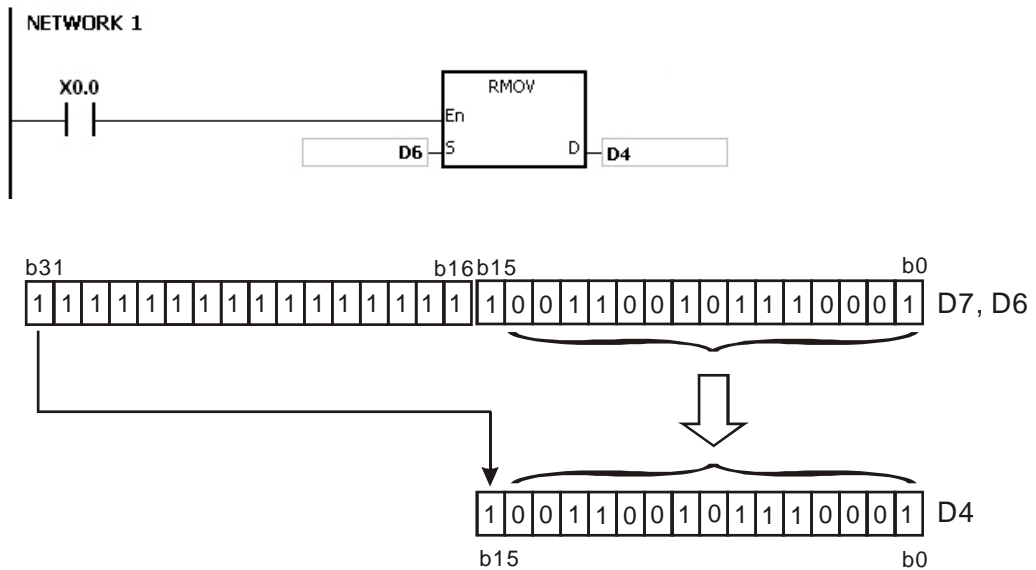 NETWORK 1
X0.0
RMOV
En
D6 S D D4
b31 b16 b15 b0
1 1 1 1 1 1 1 1 1 1 1 1 1 1 1 1 1 0 0 1 1 0 0 1 0 1 1 1 0 0 0 1 D7, D6
1 0 0 1 1 0 0 1 0 1 1 1 0 0 0 1 D4
b15 b0